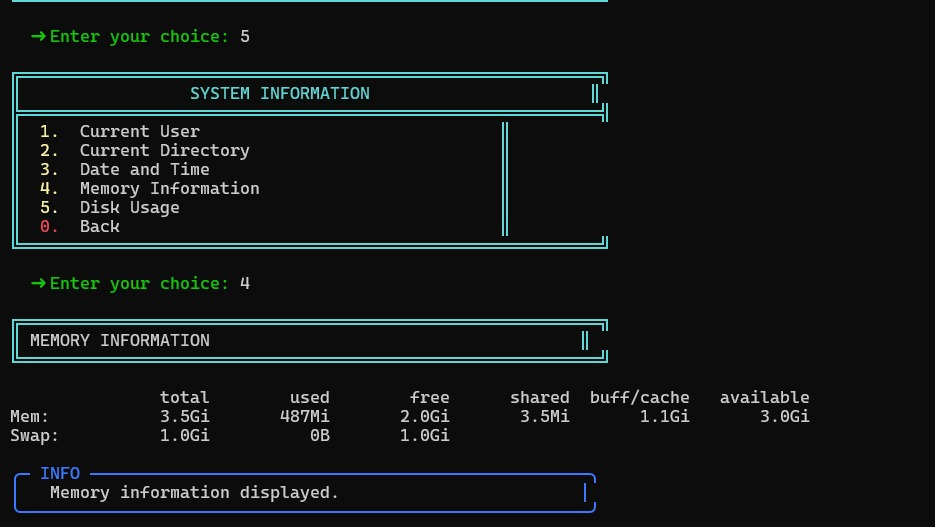 →Enter your choice: 5
SYSTEM INFORMATION
1. Current User
2. Current Directory
3. Date and Time
4. Memory Information
5. Disk Usage
0. Back
→Enter your choice: 4
MEMORY INFORMATION
total used free shared buff/cache available
Mem: 3.5Gi 487Mi 2.0Gi 3.5Mi 1.1Gi 3.0Gi
Swap: 1.0Gi 0B 1.0Gi
INFO
Memory information displayed.